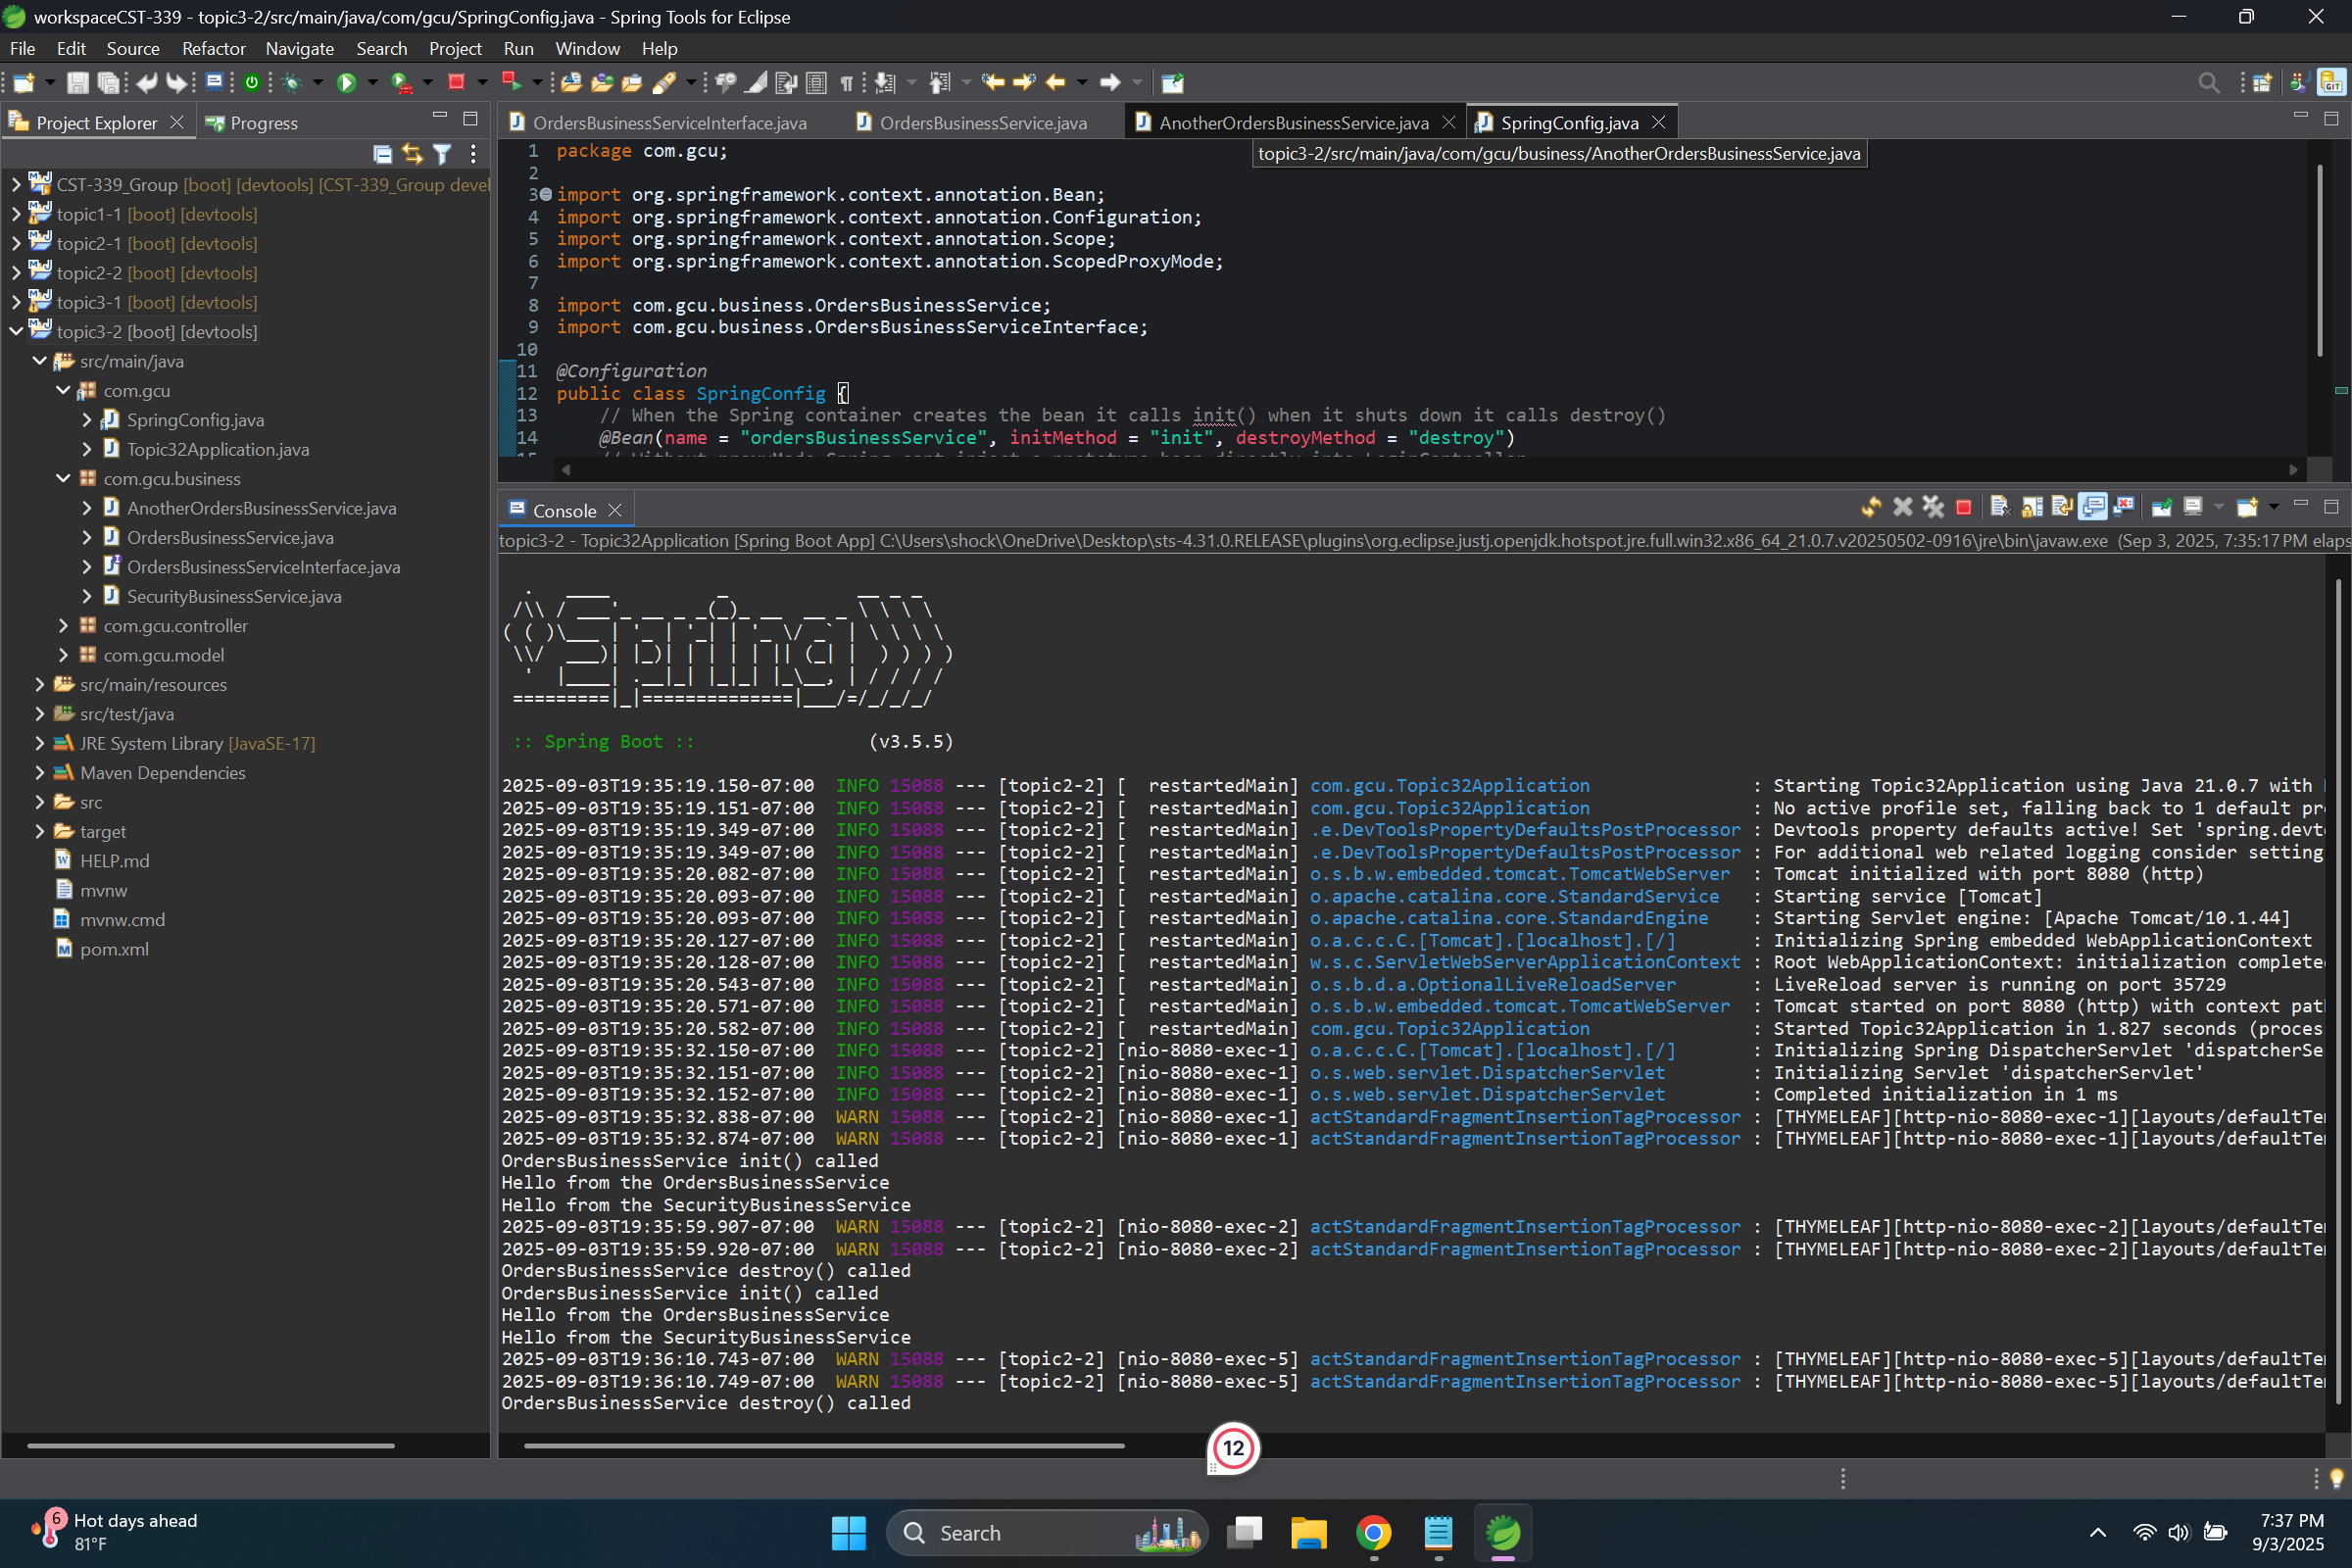 workspaceCST-339 - topic3-2/src/main/java/com/gcu/SpringConfig.java - Spring Tools for Eclipse
File Edit Source Refactor Navigate Search Project Run Window Help
Project Explorer
Progress
CST-339_Group [boot] [devtools] [CST-339_Group devel
topic1-1 [boot] [devtools]
topic2-1 [boot] [devtools]
topic2-2 [boot] [devtools]
topic3-1 [boot] [devtools]
topic3-2 [boot] [devtools]
src/main/java
com.gcu
SpringConfig.java
Topic32Application.java
com.gcu.business
AnotherOrdersBusinessService.java
OrdersBusinessService.java
OrdersBusinessServiceInterface.java
SecurityBusinessService.java
com.gcu.controller
com.gcu.model
src/main/resources
src/test/java
JRE System Library [JavaSE-17]
Maven Dependencies
src
target
HELP.md
mvnw
mvnw.cmd
pom.xml
OrdersBusinessServiceInterface.java
OrdersBusinessService.java
AnotherOrdersBusinessService.java
SpringConfig.java
topic3-2/src/main/java/com/gcu/business/AnotherOrdersBusinessService.java
1 package com.gcu;
2
3 import org.springframework.context.annotation.Bean;
4 import org.springframework.context.annotation.Configuration;
5 import org.springframework.context.annotation.Scope;
6 import org.springframework.context.annotation.ScopedProxyMode;
7
8 import com.gcu.business.OrdersBusinessService;
9 import com.gcu.business.OrdersBusinessServiceInterface;
10
11 @Configuration
12 public class SpringConfig {
13 // When the Spring container creates the bean it calls init() when it shuts down it calls destroy()
14 @Bean(name = "ordersBusinessService", initMethod = "init", destroyMethod = "destroy")
Console
topic3-2 - Topic32Application [Spring Boot App] C:\Users\shock\OneDrive\Desktop\sts-4.31.0.RELEASE\plugins\org.eclipse.justj.openjdk.hotspot.jre.full.win32.x86_64_21.0.7.v20250502-0916\jre\bin\javaw.exe (Sep 3, 2025, 7:35:17 PM elaps
:: Spring Boot :: (v3.5.5)
2025-09-03T19:35:19.150-07:00 INFO 15088 --- [topic2-2] [ restartedMain] com.gcu.Topic32Application : Starting Topic32Application using Java 21.0.7 with
2025-09-03T19:35:19.151-07:00 INFO 15088 --- [topic2-2] [ restartedMain] com.gcu.Topic32Application : No active profile set, falling back to 1 default pr
2025-09-03T19:35:19.349-07:00 INFO 15088 --- [topic2-2] [ restartedMain] .e.DevToolsPropertyDefaultsPostProcessor : Devtools property defaults active! Set 'spring.devt
2025-09-03T19:35:19.349-07:00 INFO 15088 --- [topic2-2] [ restartedMain] .e.DevToolsPropertyDefaultsPostProcessor : For additional web related logging consider setting
2025-09-03T19:35:20.082-07:00 INFO 15088 --- [topic2-2] [ restartedMain] o.s.b.w.embedded.tomcat.TomcatWebServer : Tomcat initialized with port 8080 (http)
2025-09-03T19:35:20.093-07:00 INFO 15088 --- [topic2-2] [ restartedMain] o.apache.catalina.core.StandardService : Starting service [Tomcat]
2025-09-03T19:35:20.093-07:00 INFO 15088 --- [topic2-2] [ restartedMain] o.apache.catalina.core.StandardEngine : Starting Servlet engine: [Apache Tomcat/10.1.44]
2025-09-03T19:35:20.127-07:00 INFO 15088 --- [topic2-2] [ restartedMain] o.a.c.c.C.[Tomcat].[localhost].[/] : Initializing Spring embedded WebApplicationContext
2025-09-03T19:35:20.128-07:00 INFO 15088 --- [topic2-2] [ restartedMain] w.s.c.ServletWebServerApplicationContext : Root WebApplicationContext: initialization complete
2025-09-03T19:35:20.543-07:00 INFO 15088 --- [topic2-2] [ restartedMain] o.s.b.d.a.OptionalLiveReloadServer : LiveReload server is running on port 35729
2025-09-03T19:35:20.571-07:00 INFO 15088 --- [topic2-2] [ restartedMain] o.s.b.w.embedded.tomcat.TomcatWebServer : Tomcat started on port 8080 (http) with context pat
2025-09-03T19:35:20.582-07:00 INFO 15088 --- [topic2-2] [ restartedMain] com.gcu.Topic32Application : Started Topic32Application in 1.827 seconds (proces
2025-09-03T19:35:32.150-07:00 INFO 15088 --- [topic2-2] [nio-8080-exec-1] o.a.c.c.C.[Tomcat].[localhost].[/] : Initializing Spring DispatcherServlet 'dispatcherSe
2025-09-03T19:35:32.151-07:00 INFO 15088 --- [topic2-2] [nio-8080-exec-1] o.s.web.servlet.DispatcherServlet : Initializing Servlet 'dispatcherServlet'
2025-09-03T19:35:32.152-07:00 INFO 15088 --- [topic2-2] [nio-8080-exec-1] o.s.web.servlet.DispatcherServlet : Completed initialization in 1 ms
2025-09-03T19:35:32.838-07:00 WARN 15088 --- [topic2-2] [nio-8080-exec-1] actStandardFragmentInsertionTagProcessor : [THYMELEAF][http-nio-8080-exec-1][layouts/defaultTe
2025-09-03T19:35:32.874-07:00 WARN 15088 --- [topic2-2] [nio-8080-exec-1] actStandardFragmentInsertionTagProcessor : [THYMELEAF][http-nio-8080-exec-1][layouts/defaultTe
OrdersBusinessService init() called
Hello from the OrdersBusinessService
Hello from the SecurityBusinessService
2025-09-03T19:35:59.907-07:00 WARN 15088 --- [topic2-2] [nio-8080-exec-2] actStandardFragmentInsertionTagProcessor : [THYMELEAF][http-nio-8080-exec-2][layouts/defaultTe
2025-09-03T19:35:59.920-07:00 WARN 15088 --- [topic2-2] [nio-8080-exec-2] actStandardFragmentInsertionTagProcessor : [THYMELEAF][http-nio-8080-exec-2][layouts/defaultTe
OrdersBusinessService destroy() called
OrdersBusinessService init() called
Hello from the OrdersBusinessService
Hello from the SecurityBusinessService
2025-09-03T19:36:10.743-07:00 WARN 15088 --- [topic2-2] [nio-8080-exec-5] actStandardFragmentInsertionTagProcessor : [THYMELEAF][http-nio-8080-exec-5][layouts/defaultTe
2025-09-03T19:36:10.749-07:00 WARN 15088 --- [topic2-2] [nio-8080-exec-5] actStandardFragmentInsertionTagProcessor : [THYMELEAF][http-nio-8080-exec-5][layouts/defaultTe
OrdersBusinessService destroy() called
12
6
Hot days ahead
81°F
Search
7:37 PM
9/3/2025